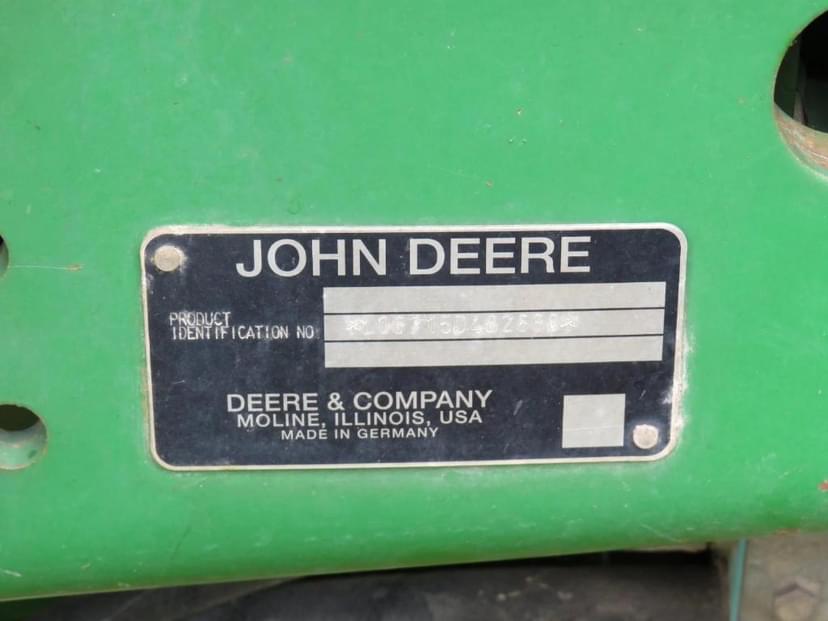 JOHN DEERE
PRODUCT
IDENTIFICATION NO
DEERE & COMPANY
MOLINE, ILLINOIS, USA
MADE IN GERMANY